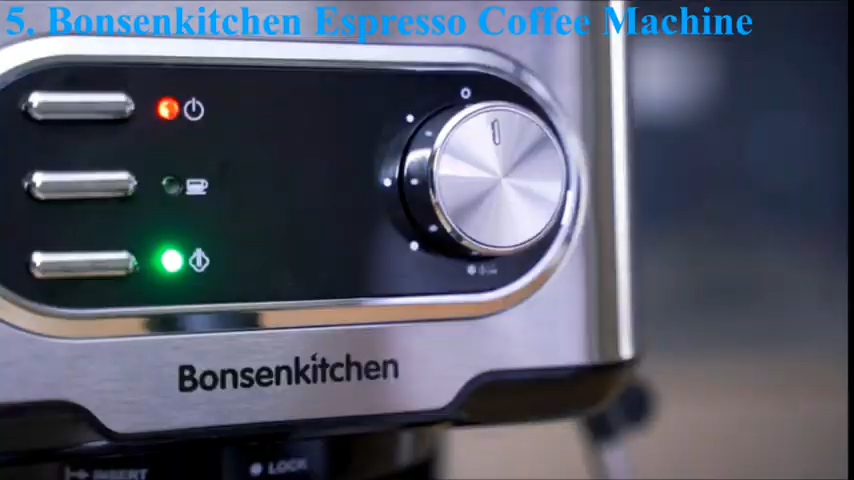 5. Bonsenkitchen Espresso Coffee Machine
Bonsenkitchen
INSERT
LOCK